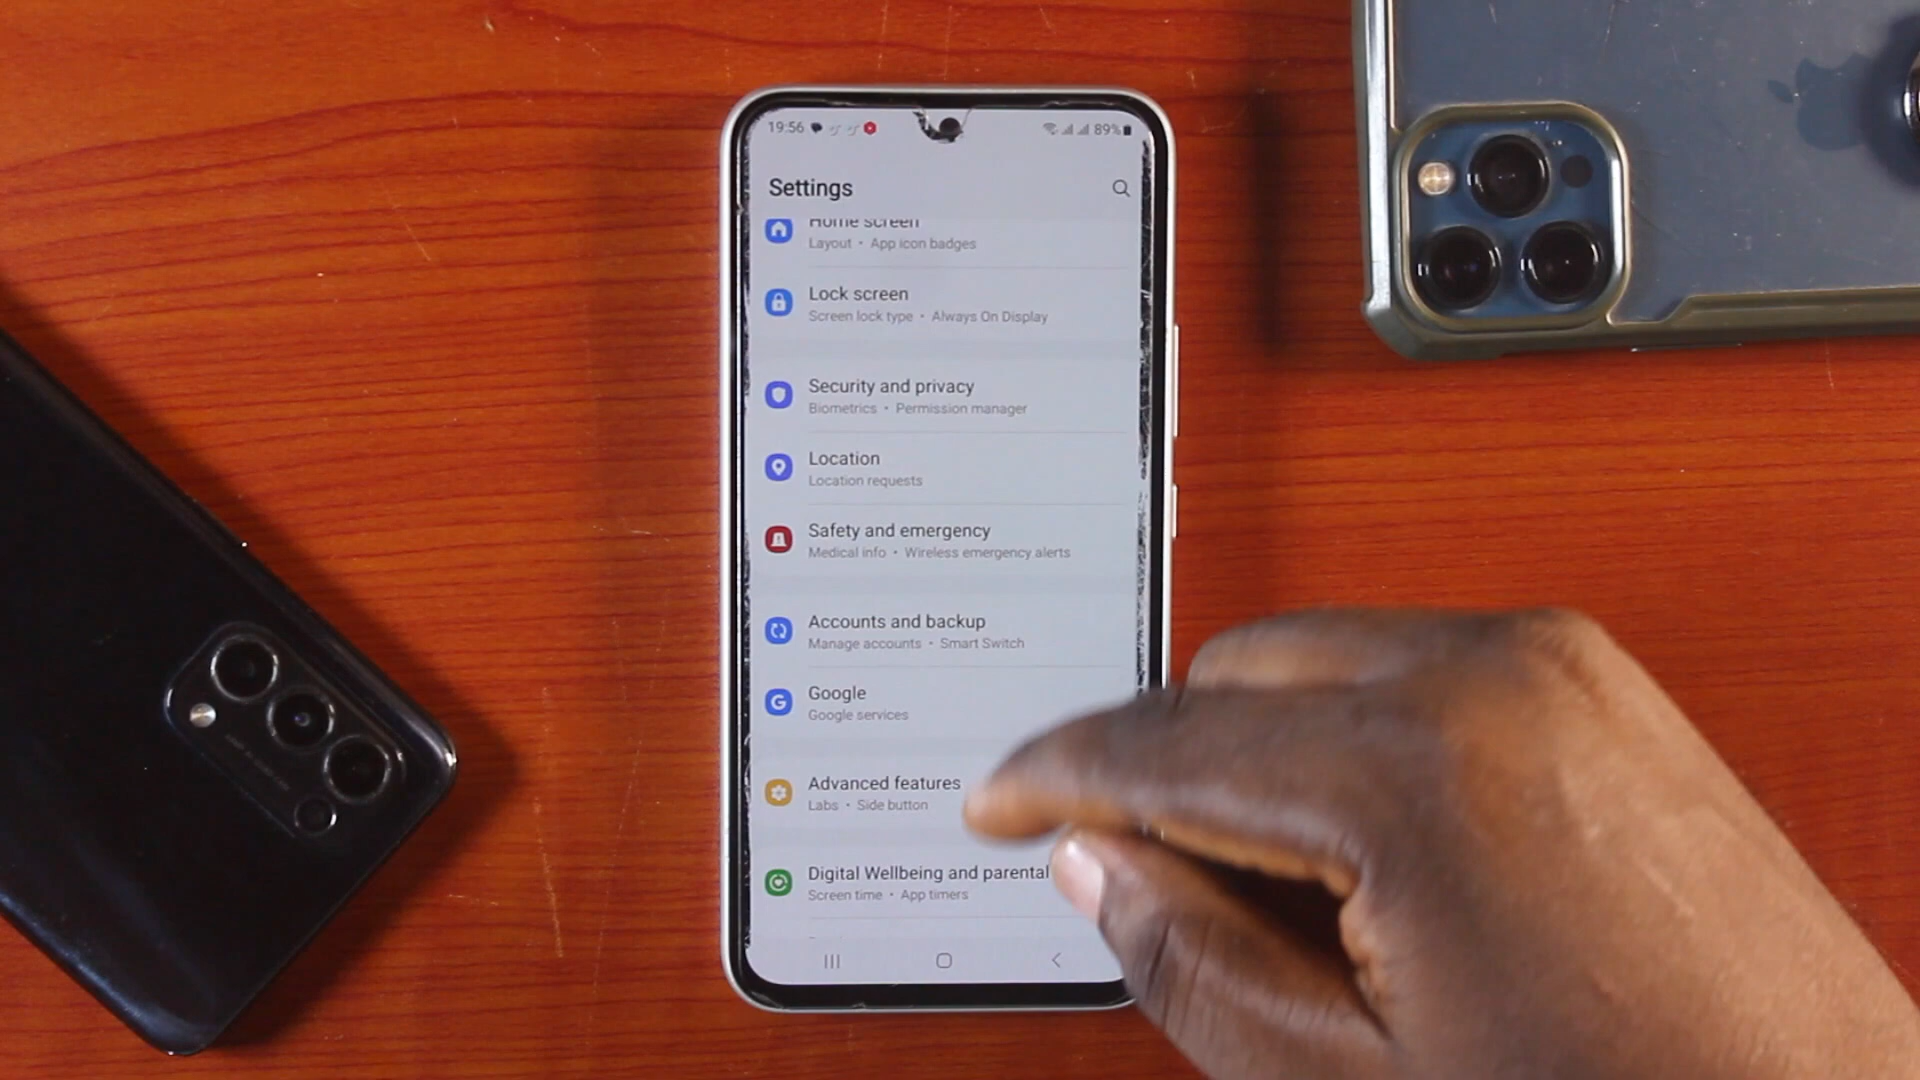 19:56
89%
Settings
Home screen
Layout • App icon badges
Lock screen
Screen lock type • Always On Display
Security and privacy
Biometrics • Permission manager
Location
Location requests
Safety and emergency
Medical info • Wireless emergency alerts
Accounts and backup
Manage accounts • Smart Switch
Google
Google services
Advanced features
Labs • Side button
Digital Wellbeing and parental
Screen time • App timers